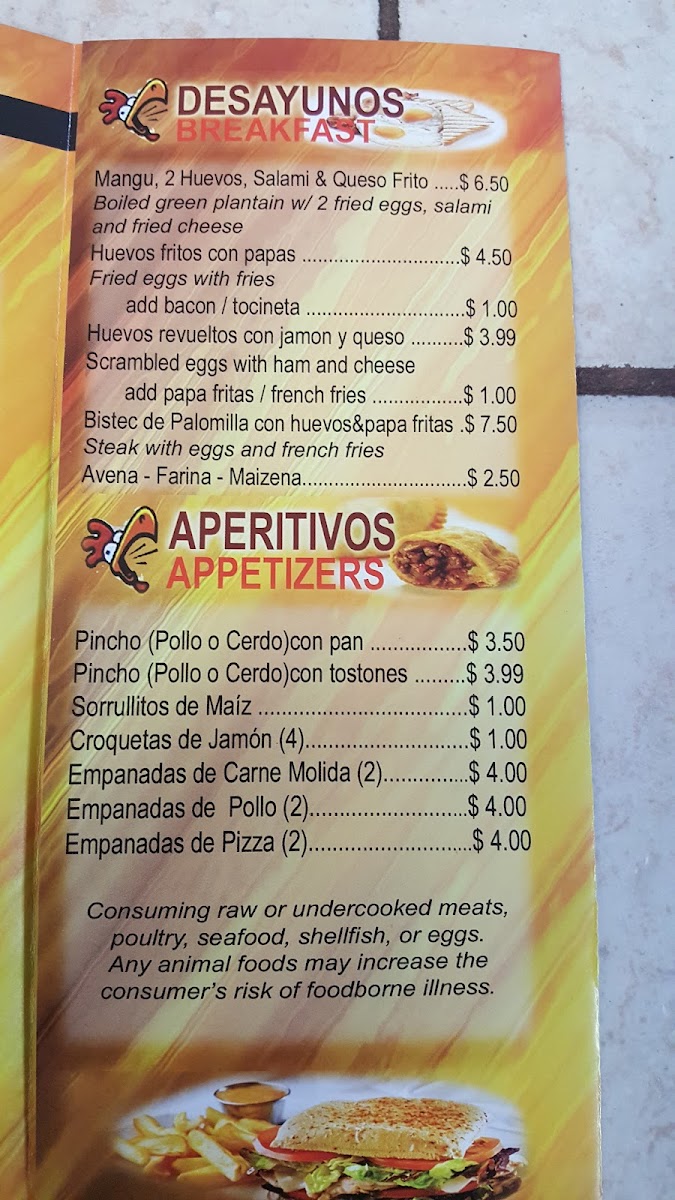 DESAYUNOS
BREAKFAST
Mangu, 2 Huevos, Salami & Queso Frito .....$ 6.50
Boiled green plantain w/ 2 fried eggs, salami
and fried cheese
Huevos fritos con papas ..............................$ 4.50
Fried eggs with fries
add bacon / tocineta ..............................$ 1.00
Huevos revueltos con jamon y queso ..........$ 3.99
Scrambled eggs with ham and cheese
add papa fritas / french fries .................$ 1.00
Bistec de Palomilla con huevos&papa fritas .$ 7.50
Steak with eggs and french fries
Avena - Farina - Maizena...............................$ 2.50
APERITIVOS
APPETIZERS
Pincho (Pollo o Cerdo)con pan .................$ 3.50
Pincho (Pollo o Cerdo)con tostones .........$ 3.99
Sorrullitos de Maíz .....................................$ 1.00
Croquetas de Jamón (4).............................$ 1.00
Empanadas de Carne Molida (2)...............$ 4.00
Empanadas de Pollo (2)............................$ 4.00
Empanadas de Pizza (2).............................$ 4.00
Consuming raw or undercooked meats,
poultry, seafood, shellfish, or eggs.
Any animal foods may increase the
consumer's risk of foodborne illness.